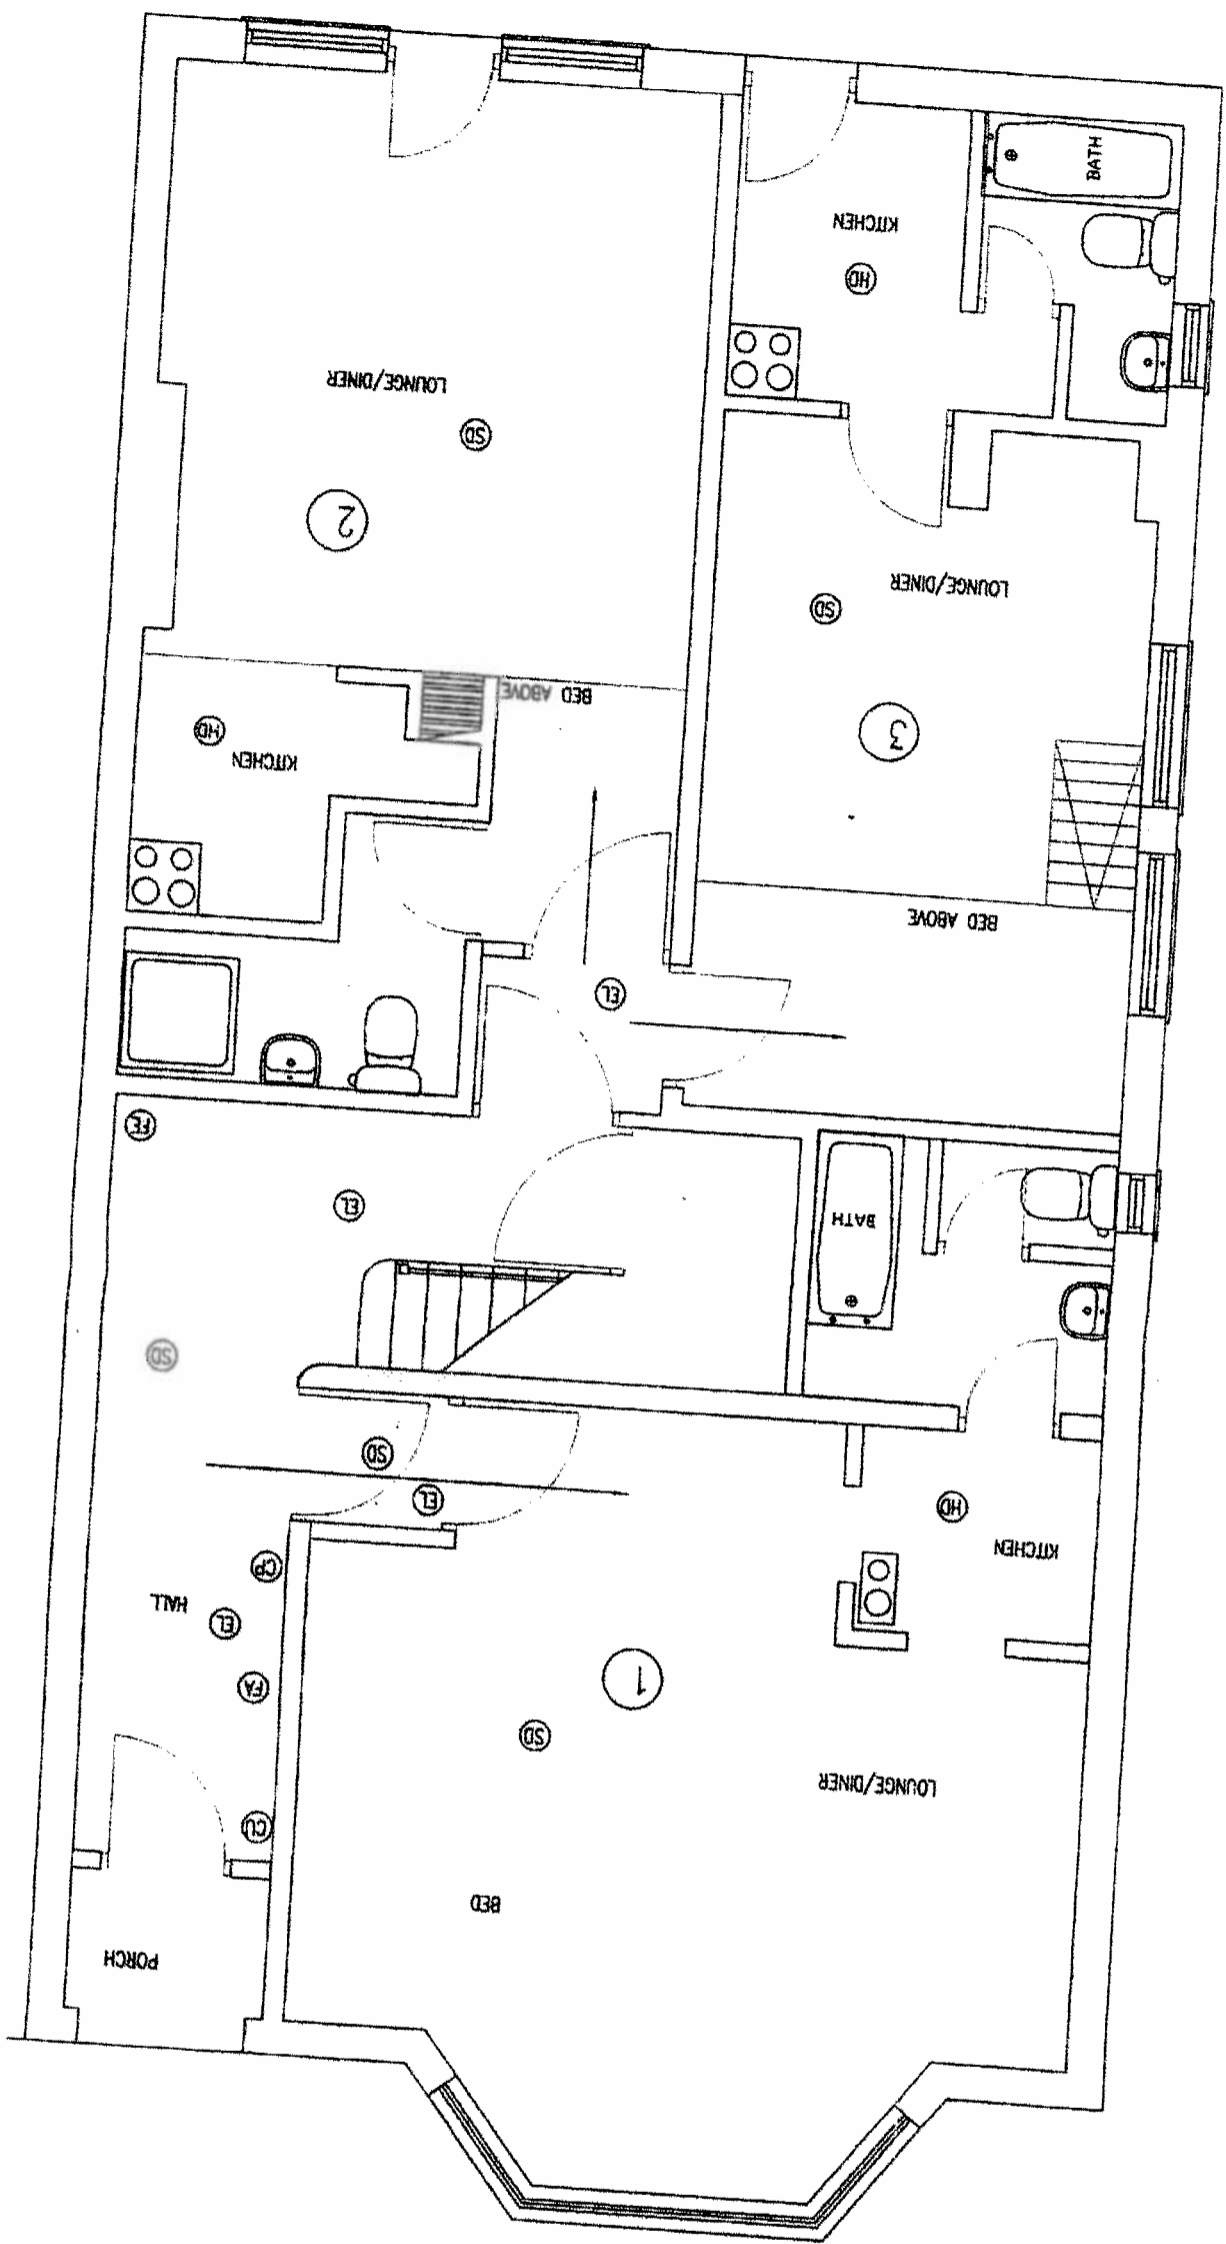 PORCH
BED
CU
LOUNGE/DINER
SD
1
FA
EL
HALL
CP
KITCHEN
HD
EL
SD
SD
BATH
EL
FE
EL
BED ABOVE
KITCHEN
HD
BED ABOVE
3
SD
LOUNGE/DINER
2
SD
LOUNGE/DINER
HD
KITCHEN
BATH